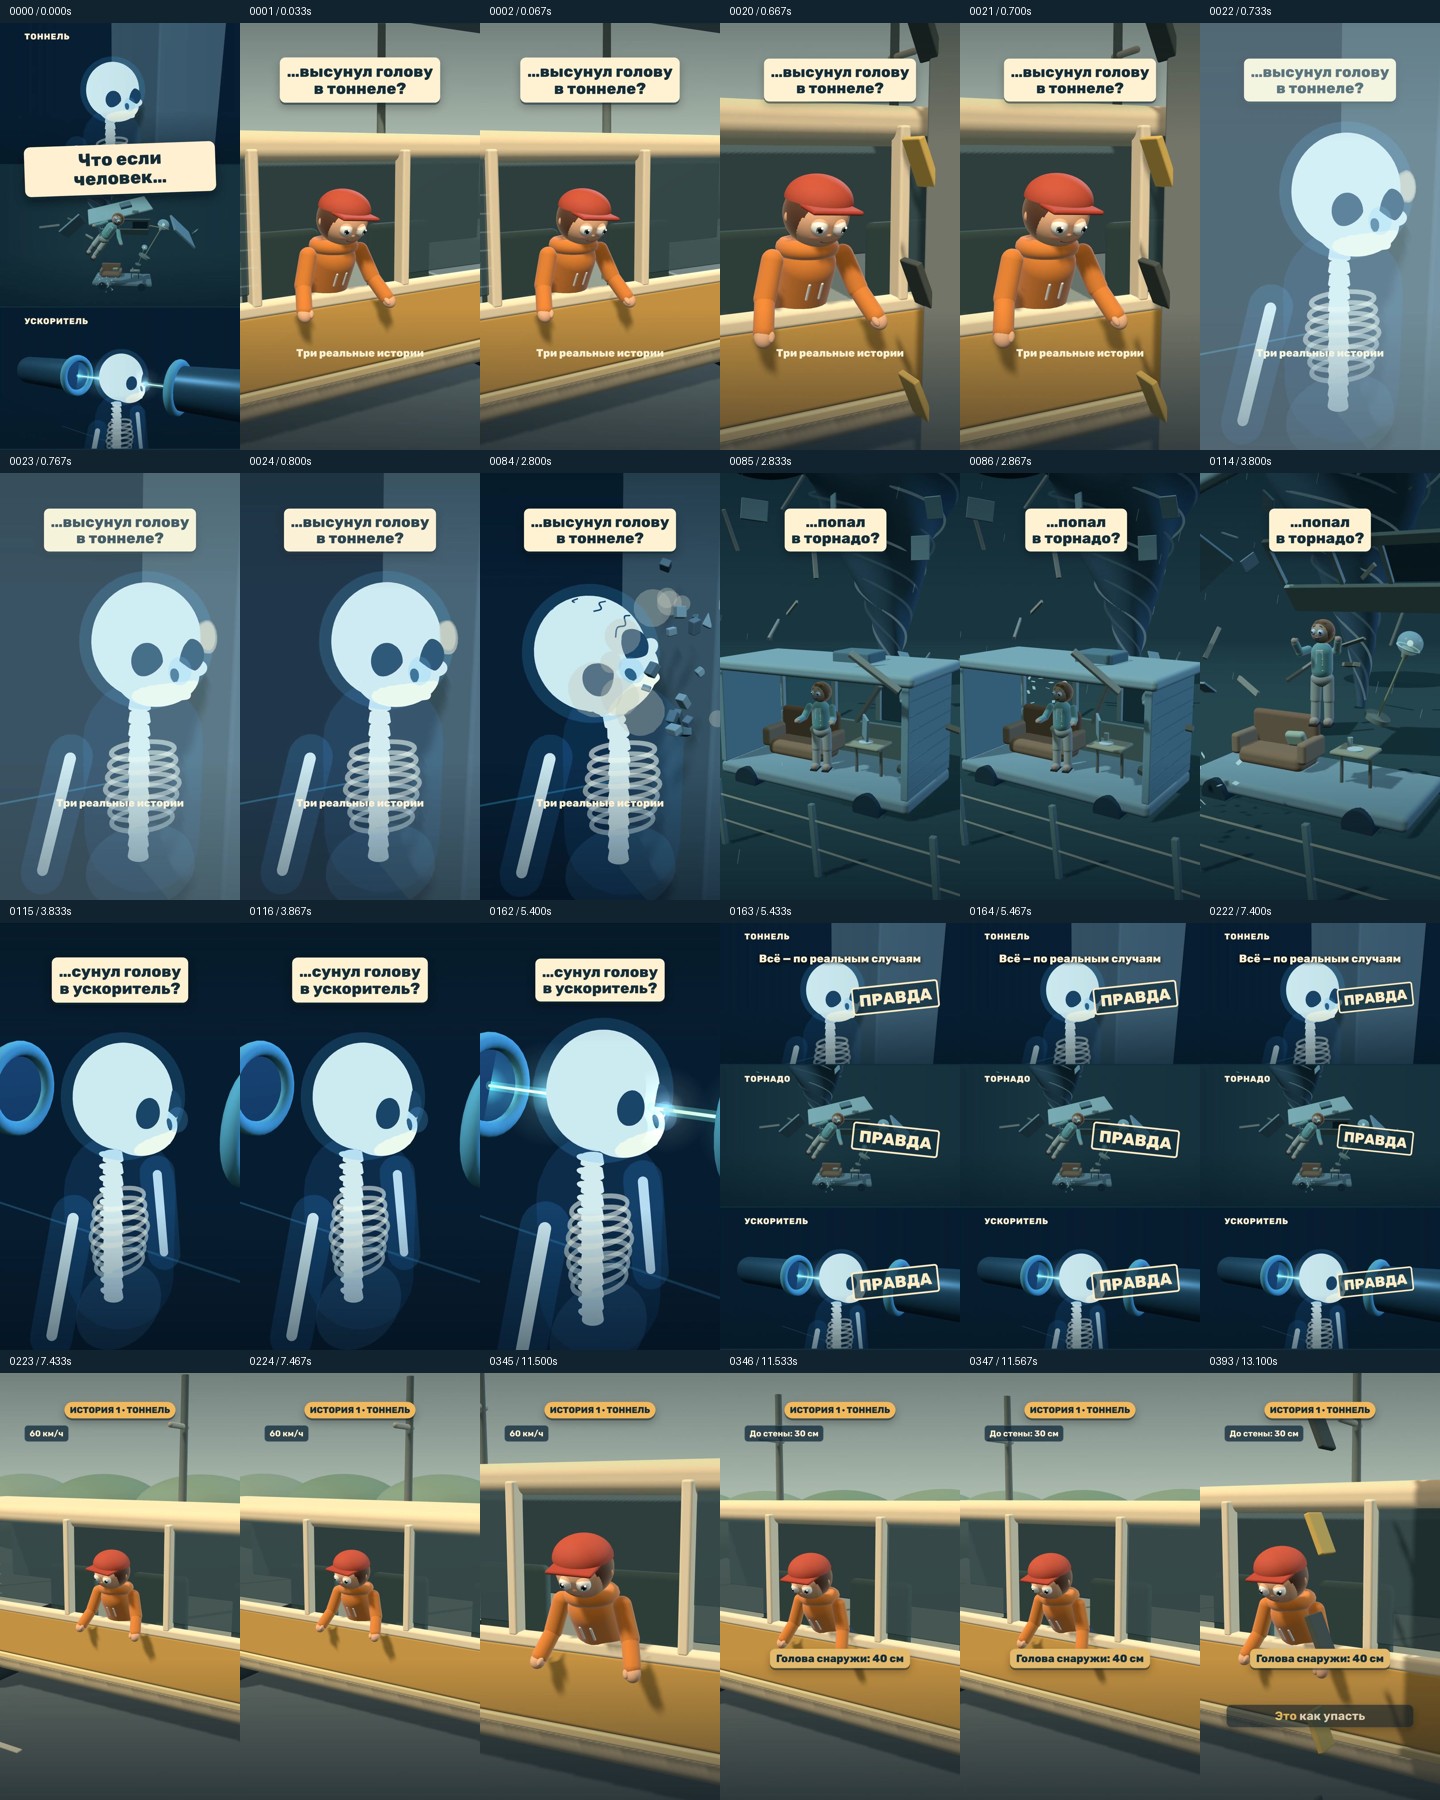 0000 / 0.000s
ТОННЕЛЬ
Что если
человек...
УСКОРИТЕЛЬ
0001 / 0.033s
...высунул голову
в тоннеле?
Три реальные истории
0002 / 0.067s
...высунул голову
в тоннеле?
Три реальные истории
0020 / 0.667s
...высунул голову
в тоннеле?
Три реальные истории
0021 / 0.700s
...высунул голову
в тоннеле?
Три реальные истории
0022 / 0.733s
...высунул голову
в тоннеле?
Три реальные истории
0023 / 0.767s
...высунул голову
в тоннеле?
Три реальные истории
0024 / 0.800s
...высунул голову
в тоннеле?
Три реальные истории
0084 / 2.800s
...высунул голову
в тоннеле?
Три реальные истории
0085 / 2.833s
...попал
в торнадо?
0086 / 2.867s
...попал
в торнадо?
0114 / 3.800s
...попал
в торнадо?
0115 / 3.833s
...сунул голову
в ускоритель?
0116 / 3.867s
...сунул голову
в ускоритель?
0162 / 5.400s
...сунул голову
в ускоритель?
0163 / 5.433s
ТОННЕЛЬ
Всё — по реальным случаям
ПРАВДА
ТОРНАДО
ПРАВДА
УСКОРИТЕЛЬ
ПРАВДА
0164 / 5.467s
ТОННЕЛЬ
Всё — по реальным случаям
ПРАВДА
ТОРНАДО
ПРАВДА
УСКОРИТЕЛЬ
ПРАВДА
0222 / 7.400s
ТОННЕЛЬ
Всё — по реальным случаям
ПРАВДА
ТОРНАДО
ПРАВДА
УСКОРИТЕЛЬ
ПРАВДА
0223 / 7.433s
ИСТОРИЯ 1 · ТОННЕЛЬ
60 км/ч
0224 / 7.467s
ИСТОРИЯ 1 · ТОННЕЛЬ
60 км/ч
0345 / 11.500s
ИСТОРИЯ 1 · ТОННЕЛЬ
60 км/ч
0346 / 11.533s
ИСТОРИЯ 1 · ТОННЕЛЬ
До стены: 30 см
Голова снаружи: 40 см
0347 / 11.567s
ИСТОРИЯ 1 · ТОННЕЛЬ
До стены: 30 см
Голова снаружи: 40 см
0393 / 13.100s
ИСТОРИЯ 1 · ТОННЕЛЬ
До стены: 30 см
Голова снаружи: 40 см
Это как упасть